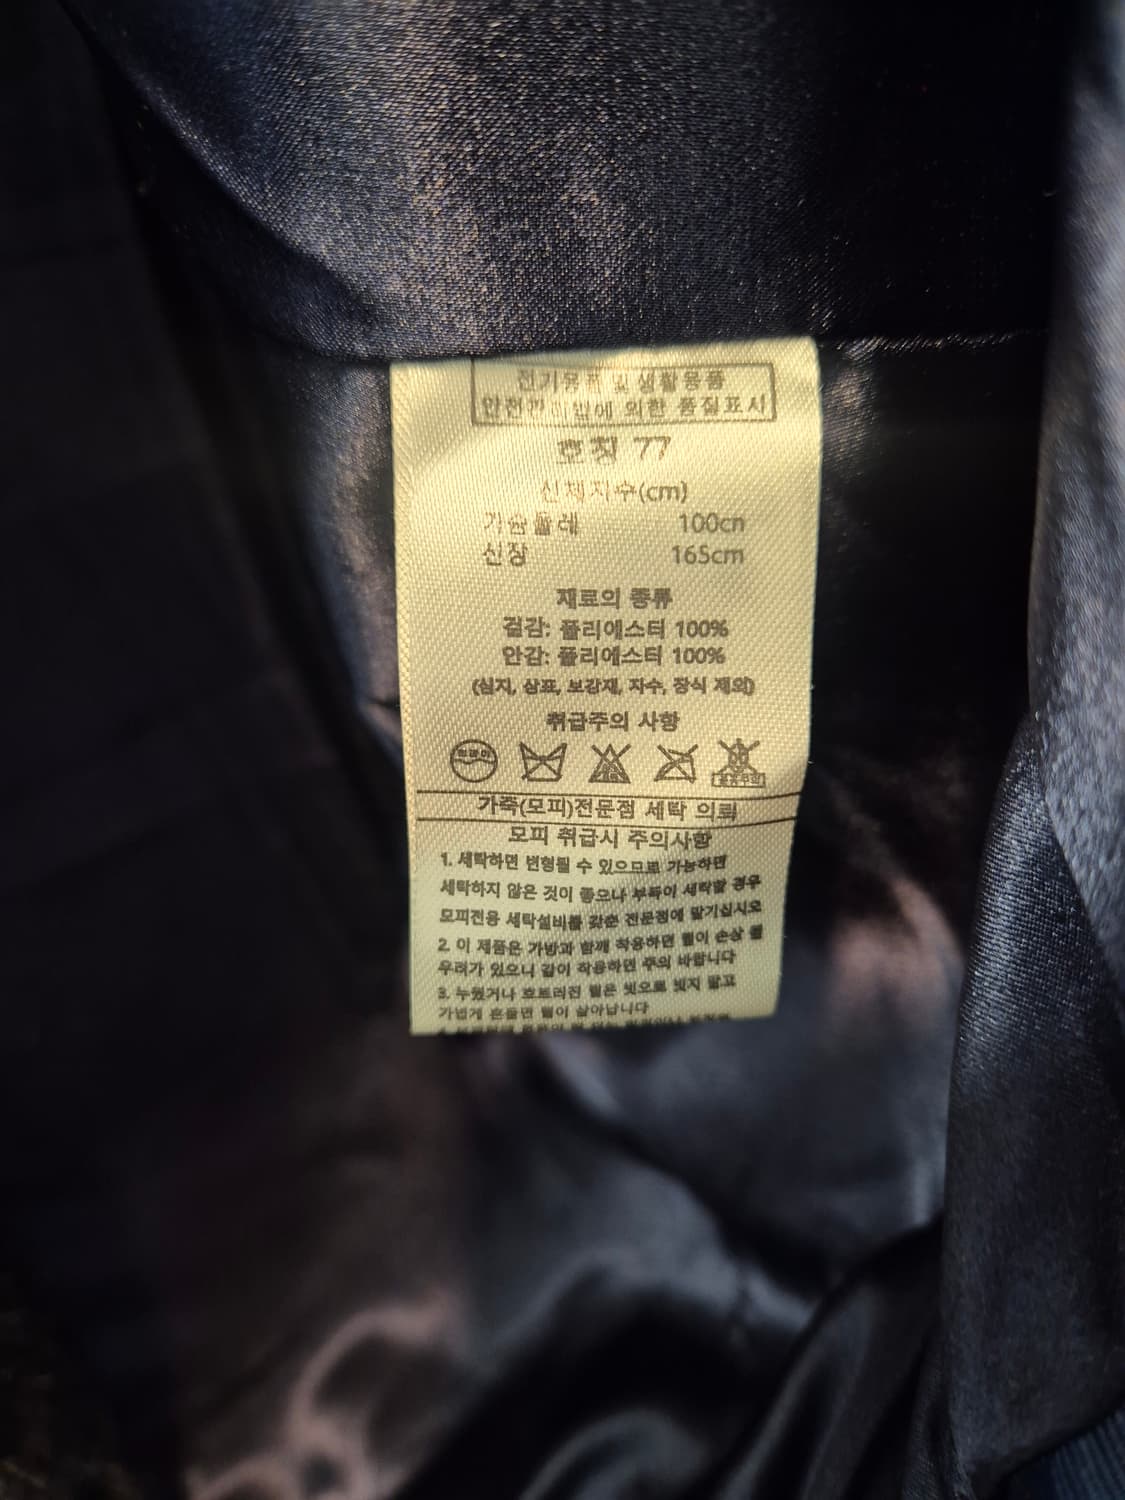 전기용품 및 생활용품
안전관리법에 의한 품질표시
호칭 77
신체치수(cm)
가슴둘레 100cm
신장 165cm
재료의 종류
겉감: 폴리에스터 100%
안감: 폴리에스터 100%
(심지, 상표, 보강재, 자수, 장식 제외)
취급주의 사항
가죽(모피)전문점 세탁 의뢰
모피 취급시 주의사항
1. 세탁하면 변형될 수 있으므로 가능하면
세탁하지 않은 것이 좋으나 부득이 세탁할 경우
모피전용 세탁설비를 갖춘 전문점에 맡기십시오
2. 이 제품은 가방과 함께 착용하면 털이 손상 될
우려가 있으니 같이 착용하면 주의 바랍니다
3. 누웠거나 흐트러진 털은 빗으로 빗지 말고
가볍게 흔들면 털이 살아납니다